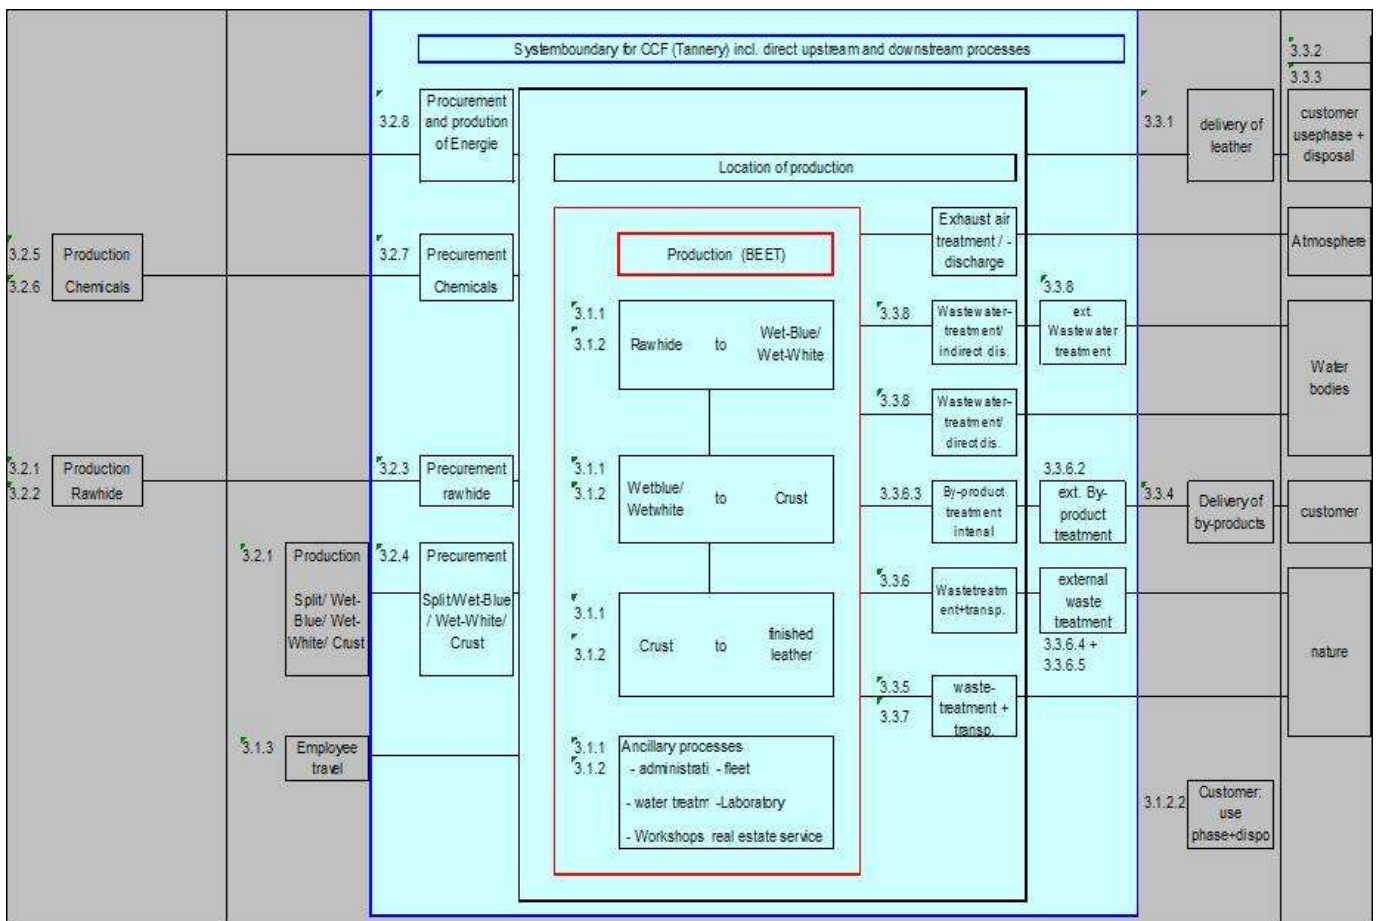 Systemboundary for CCF (Tannery) incl. direct upstream and downstream processes
3.3.2
3.3.3
3.2.8
Procurement
and prodution
of Energie
3.3.1
delivery of
leather
customer
usephase +
disposal
Location of production
3.2.5
3.2.6
Production
Chemicals
3.2.7
Precurement
Chemicals
Production (BEET)
Exhaust air
treatment / -
discharge
Atmosphere
3.1.1
3.1.2
Rawhide to Wet-Blue/
Wet-White
3.3.8
Wastewater-
treatment/
indirect dis.
3.3.8
ext.
Wastewater
treatment
Water
bodies
3.3.8
Wastewater-
treatment/
direct dis.
3.2.1
3.2.2
Production
Rawhide
3.2.3
Precurement
rawhide
3.1.1
3.1.2
Wetblue/
Wetwhite to Crust
3.3.6.3
By-product
treatment
intenal
3.3.6.2
ext. By-
product
treatment
3.3.4
Delivery of
by-products
customer
3.2.1
Production
Split/ Wet-
Blue/ Wet-
White/ Crust
3.2.4
Precurement
Split/Wet-Blue
/ Wet-White/
Crust
3.1.1
3.1.2
Crust to finished
leather
3.3.6
Wastetreatm
ent+transp.
external
waste
treatment
3.3.6.4 +
3.3.6.5
nature
3.3.5
3.3.7
waste-
treatment +
transp.
3.1.3
Employee
travel
3.1.1
3.1.2
Ancillary processes
- administrati - fleet
- water treatm -Laboratory
- Workshops real estate service
3.1.2.2
Customer:
use
phase+dispo